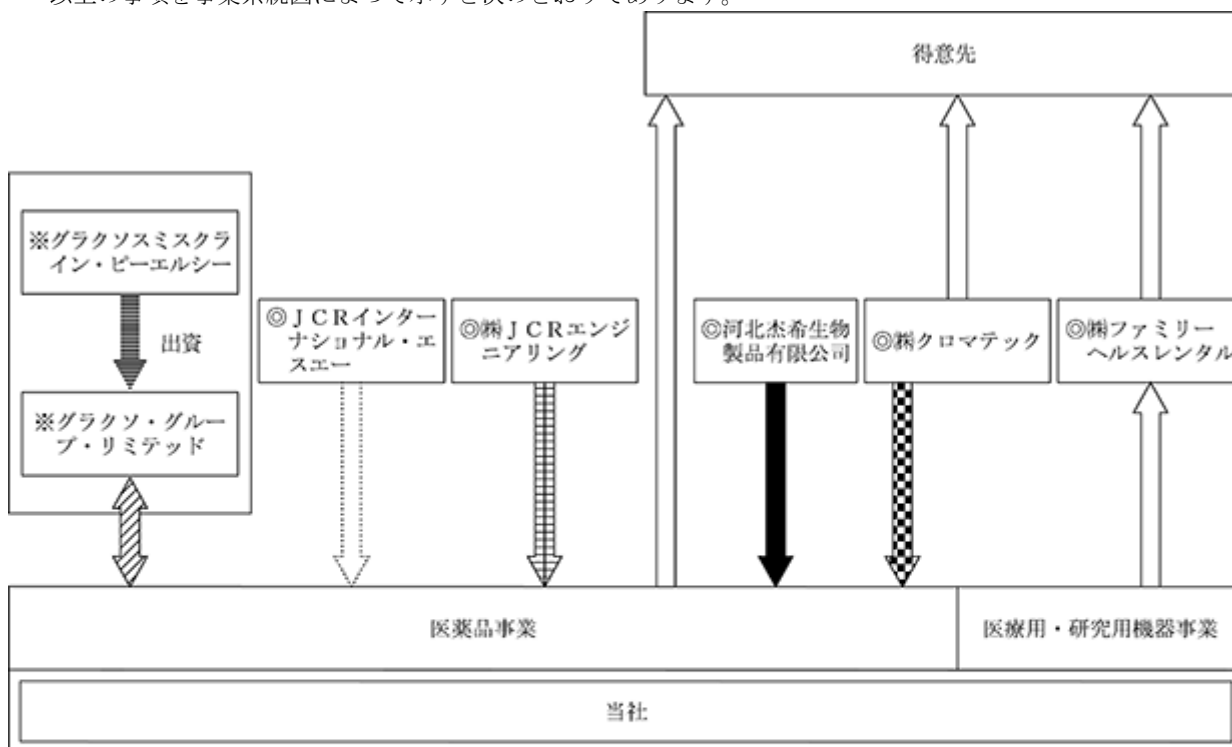 以上の事項を事業系統図によって示すと次のとおりであります。
得意先
※グラクソスミスクラ
イン・ピーエルシー
出資
※グラクソ・グルー
プ・リミテッド
◎ＪＣＲインター
ナショナル・エ
スエー
◎㈱ＪＣＲエンジ
ニアリング
◎河北杰希生物
製品有限公司
◎㈱クロマテック
◎㈱ファミリー
ヘルスレンタル
医薬品事業
医療用・研究用機器事業
当社